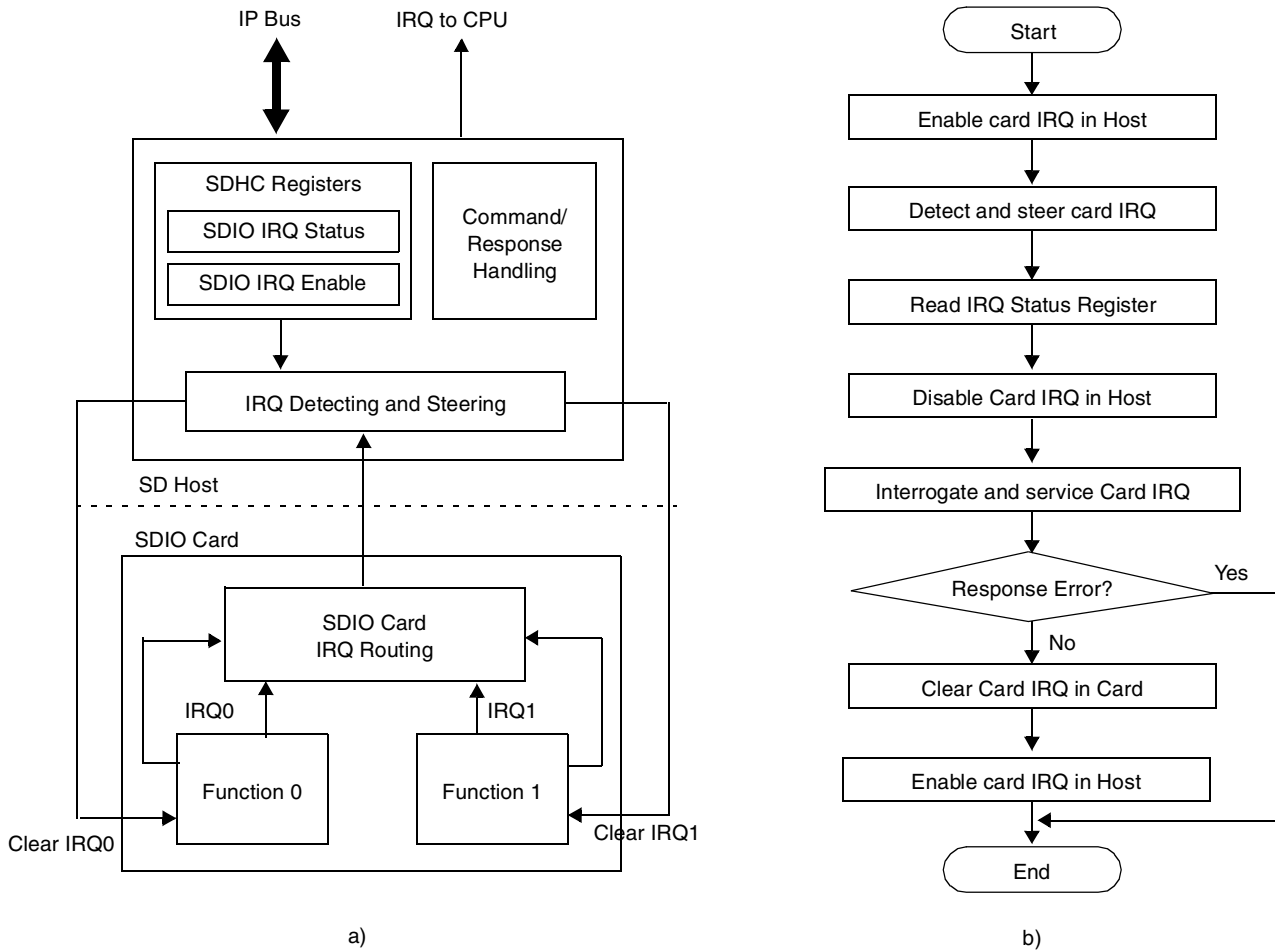 IP Bus
IRQ to CPU
SDHC Registers
SDIO IRQ Status
SDIO IRQ Enable
Command/
Response
Handling
IRQ Detecting and Steering
SD Host
SDIO Card
SDIO Card
IRQ Routing
IRQ0
IRQ1
Function 0
Function 1
Clear IRQ0
Clear IRQ1
a)
Start
Enable card IRQ in Host
Detect and steer card IRQ
Read IRQ Status Register
Disable Card IRQ in Host
Interrogate and service Card IRQ
Response Error?
Yes
No
Clear Card IRQ in Card
Enable card IRQ in Host
End
b)